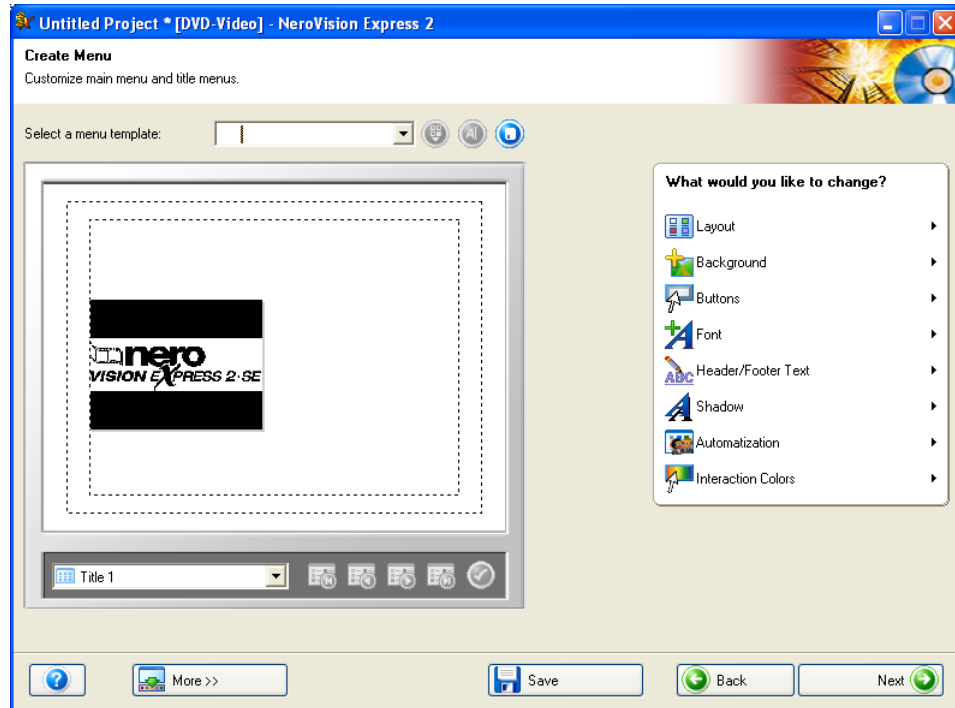 Untitled Project * [DVD-Video] - NeroVision Express 2
Create Menu
Customize main menu and title menus.
Select a menu template:
What would you like to change?
Layout
Background
Buttons
Font
Header/Footer Text
Shadow
Automatization
Interaction Colors
nero
VISION EXPRESS 2·SE
Title 1
More >>
Save
Back
Next